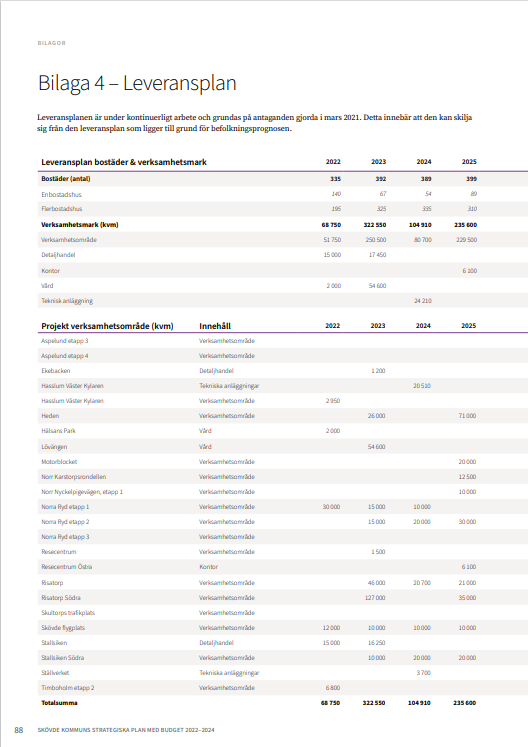 BILAGOR
Bilaga 4 – Leveransplan
Leveransplanen är under kontinuerligt arbete och grundas på antaganden gjorda i mars 2021. Detta innebär att den kan skilja
sig från den leveransplan som ligger till grund för befolkningsprognosen.
Leveransplan bostäder & verksamhetsmark 2022 2023 2024 2025
Bostäder (antal) 335 392 389 399
Enbostadshus 140 67 54 89
Flerbostadshus 195 325 335 310
Verksamhetsmark (kvm) 68 750 322 550 104 910 235 600
Verksamhetsområde 51 750 250 500 80 700 229 500
Detaljhandel 15 000 17 450
Kontor 6 100
Vård 2 000 54 600
Teknisk anläggning 24 210
Projekt verksamhetsområde (kvm) Innehåll 2022 2023 2024 2025
Aspelund etapp 3 Verksamhetsområde
Aspelund etapp 4 Verksamhetsområde
Ekebacken Detaljhandel 1 200
Hasslum Väster Kylaren Tekniska anläggningar 20 510
Hasslum Väster Kylaren Verksamhetsområde 2 950
Heden Verksamhetsområde 26 000 71 000
Hälsans Park Vård 2 000
Lövängen Vård 54 600
Motorblocket Verksamhetsområde 20 000
Norr Karstorpsrondellen Verksamhetsområde 12 500
Norr Nyckelpigevägen, etapp 1 Verksamhetsområde 10 000
Norra Ryd etapp 1 Verksamhetsområde 30 000 15 000 10 000
Norra Ryd etapp 2 Verksamhetsområde 15 000 20 000 30 000
Norra Ryd etapp 3 Verksamhetsområde
Resecentrum Verksamhetsområde 1 500
Resecentrum Östra Kontor 6 100
Risatorp Verksamhetsområde 46 000 20 700 21 000
Risatorp Södra Verksamhetsområde 127 000 35 000
Skultorps trafikplats Verksamhetsområde
Skövde flygplats Verksamhetsområde 12 000 10 000 10 000 10 000
Stallsiken Detaljhandel 15 000 16 250
Stallsiken Södra Verksamhetsområde 10 000 20 000 20 000
Ställverket Tekniska anläggningar 3 700
Timboholm etapp 2 Verksamhetsområde 6 800
Totalsumma 68 750 322 550 104 910 235 600
88 SKÖVDE KOMMUNS STRATEGISKA PLAN MED BUDGET 2022–2024